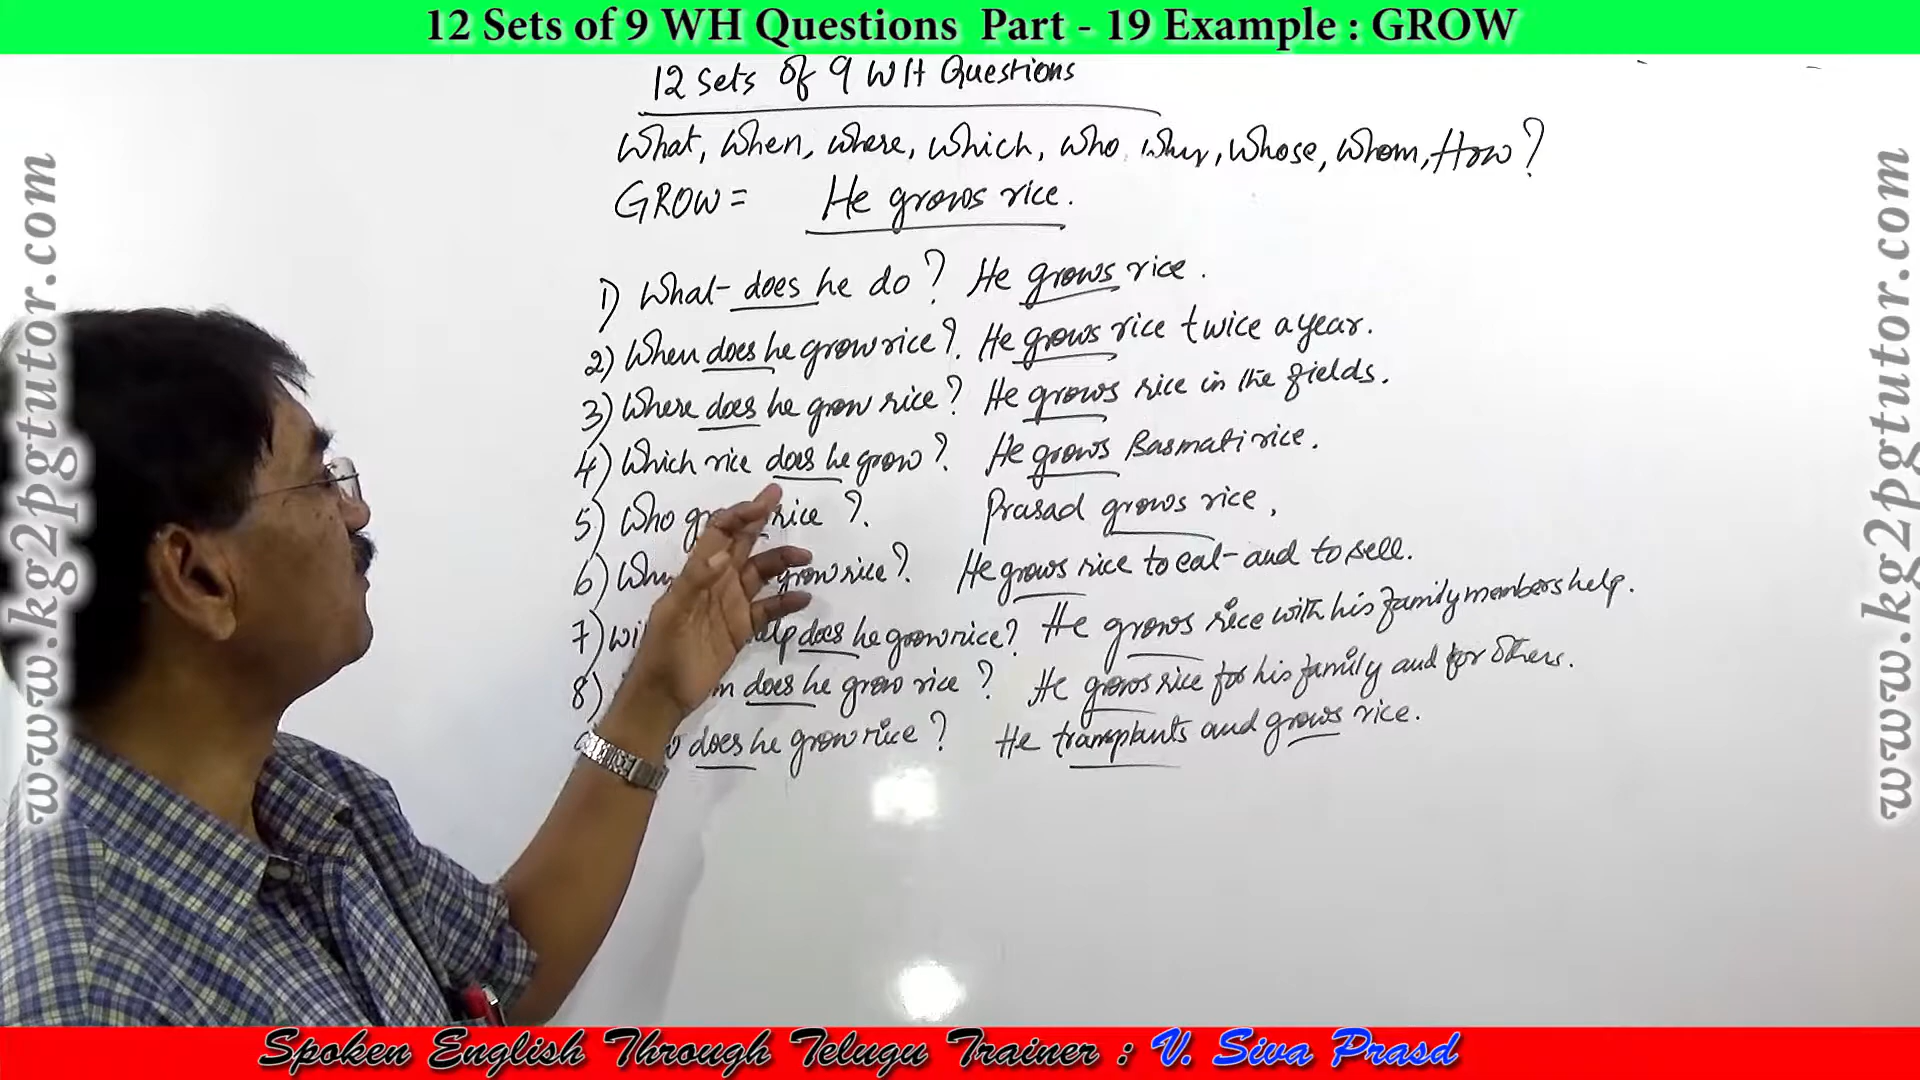 12 Sets of 9 WH Questions Part - 19 Example : GROW
12 Sets of 9 WH Questions
What, When, Where, Which, Who, Why, Whose, Whom, How?
GROW = He grows rice.
1) What does he do? He grows rice.
2) When does he grow rice? He grows rice twice a year.
3) Where does he grow rice? He grows rice in the fields.
4) Which rice does he grow? He grows Basmati rice.
5) Who rice? Prasad grows rice.
6) Why grow rice? He grows rice to eat and to sell.
7) does he grow rice? He grows rice with his family members help.
8) does he grow rice? He grows rice for his family and for others.
does he grow rice? He transplants and grows rice.
www.kg2pgtutor.com
www.kg2pgtutor.com
Spoken English Through Telugu Trainer : V. Siva Prasd